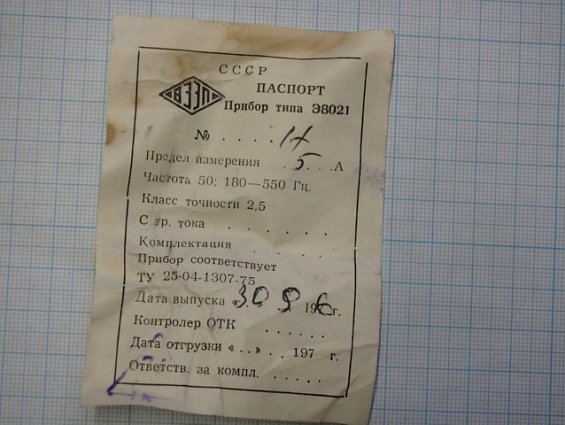 СССР
ВЗЭП
ПАСПОРТ
Прибор типа Э8021
№ . . . .
Предел измерения . 5 . . А
Частота 50; 180—550 Гц.
Класс точности 2,5
С тр. тока . . . . . .
Комплектация . . . . .
Прибор соответствует
ТУ 25-04-1307-75
Дата выпуска « 30 9 1976 г.
Контролер ОТК . . . . . .
Дата отгрузки « . . » . . 197 г.
Ответств. за компл. . . . . .